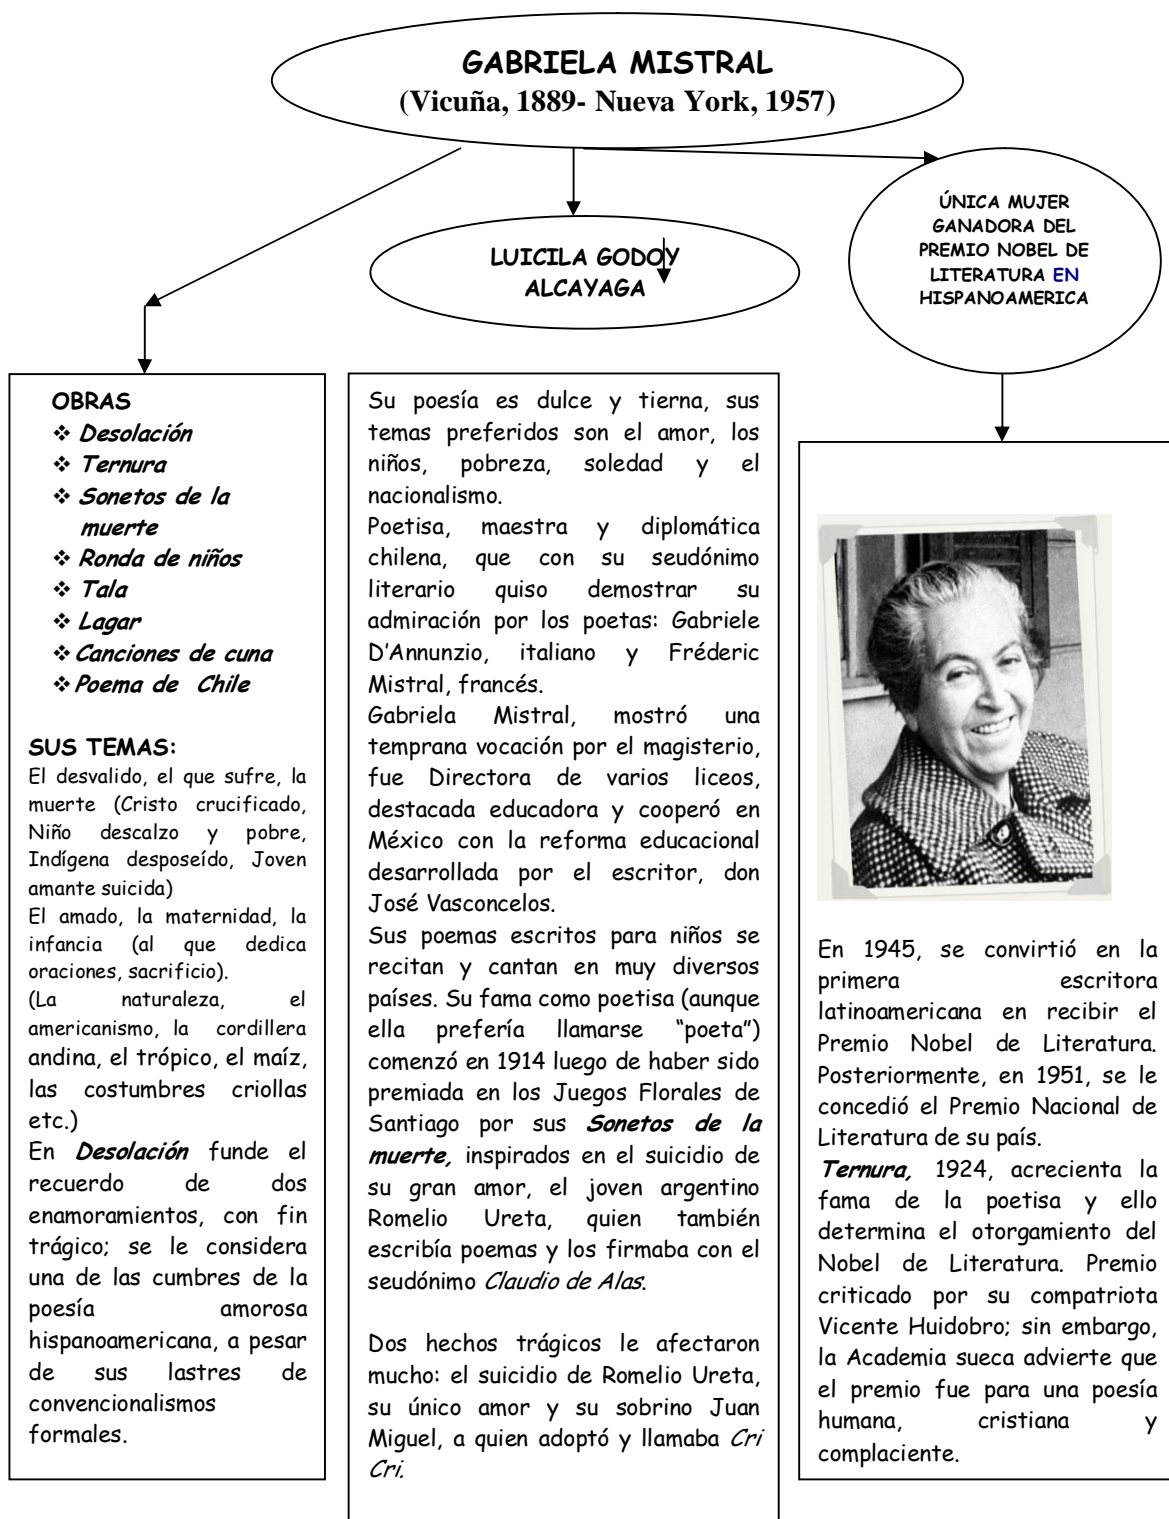 GABRIELA MISTRAL
(Vicuña, 1889- Nueva York, 1957)
LUICILA GODOY
ALCAYAGA
ÚNICA MUJER
GANADORA DEL
PREMIO NOBEL DE
LITERATURA EN
HISPANOAMERICA
OBRAS
❖ Desolación
❖ Ternura
❖ Sonetos de la
muerte
❖ Ronda de niños
❖ Tala
❖ Lagar
❖ Canciones de cuna
❖ Poema de Chile
SUS TEMAS:
El desvalido, el que sufre, la
muerte (Cristo crucificado,
Niño descalzo y pobre,
Indígena desposeído, Joven
amante suicida)
El amado, la maternidad, la
infancia (al que dedica
oraciones, sacrificio).
(La naturaleza, el
americanismo, la cordillera
andina, el trópico, el maíz,
las costumbres criollas
etc.)
En Desolación funde el
recuerdo de dos
enamoramientos, con fin
trágico; se le considera
una de las cumbres de la
poesía amorosa
hispanoamericana, a pesar
de sus lastres de
convencionalismos
formales.
Su poesía es dulce y tierna, sus
temas preferidos son el amor, los
niños, pobreza, soledad y el
nacionalismo.
Poetisa, maestra y diplomática
chilena, que con su seudónimo
literario quiso demostrar su
admiración por los poetas: Gabriele
D'Annunzio, italiano y Fréderic
Mistral, francés.
Gabriela Mistral, mostró una
temprana vocación por el magisterio,
fue Directora de varios liceos,
destacada educadora y cooperó en
México con la reforma educacional
desarrollada por el escritor, don
José Vasconcelos.
Sus poemas escritos para niños se
recitan y cantan en muy diversos
países. Su fama como poetisa (aunque
ella prefería llamarse “poeta”)
comenzó en 1914 luego de haber sido
premiada en los Juegos Florales de
Santiago por sus Sonetos de la
muerte, inspirados en el suicidio de
su gran amor, el joven argentino
Romelio Ureta, quien también
escribía poemas y los firmaba con el
seudónimo Claudio de Alas.
Dos hechos trágicos le afectaron
mucho: el suicidio de Romelio Ureta,
su único amor y su sobrino Juan
Miguel, a quien adoptó y llamaba Cri
Cri.
En 1945, se convirtió en la
primera escritora
latinoamericana en recibir el
Premio Nobel de Literatura.
Posteriormente, en 1951, se le
concedió el Premio Nacional de
Literatura de su país.
Ternura, 1924, acrecienta la
fama de la poetisa y ello
determina el otorgamiento del
Nobel de Literatura. Premio
criticado por su compatriota
Vicente Huidobro; sin embargo,
la Academia sueca advierte que
el premio fue para una poesía
humana, cristiana y
complaciente.